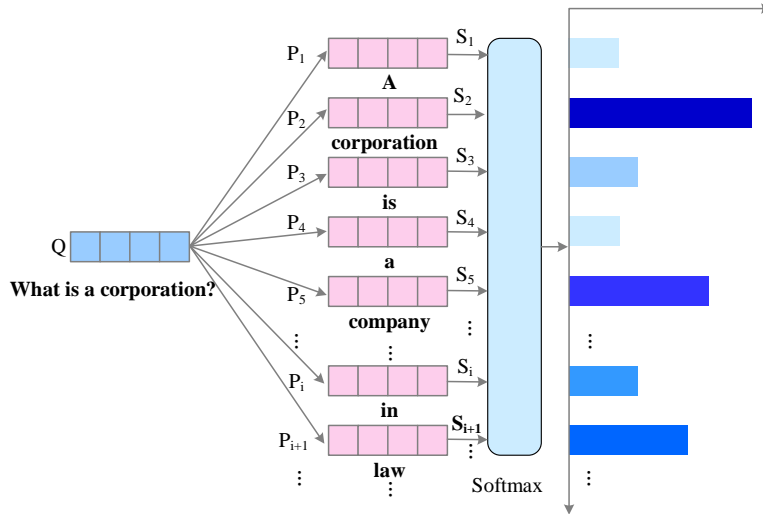 P1
S1
A
P2
S2
corporation
P3
S3
is
P4
S4
a
Q
What is a corporation?
P5
S5
company
⋮ ⋮ ⋮ ⋮
Pi
Si
in
Pi+1
Si+1
law
⋮ ⋮ ⋮ ⋮
Softmax